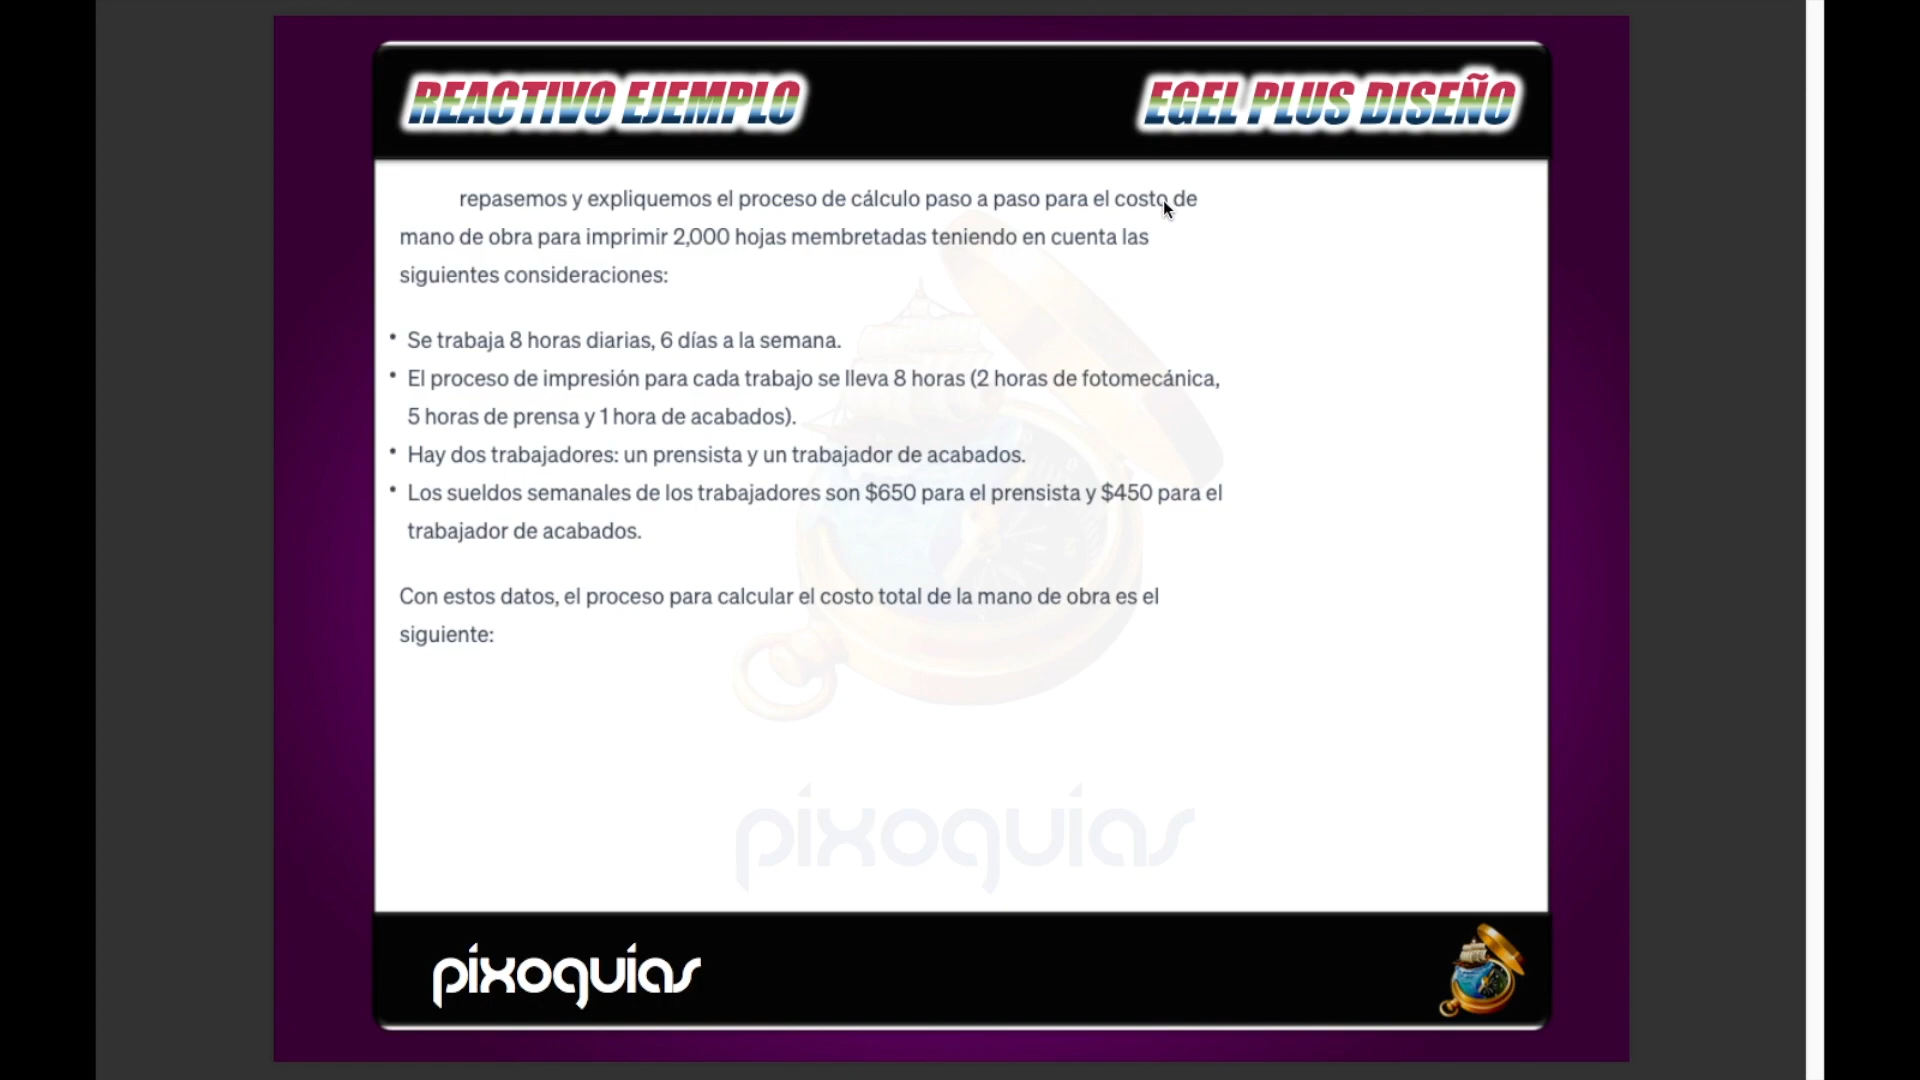 REACTIVO EJEMPLO
EGEL PLUS DISEÑO
repasemos y expliquemos el proceso de cálculo paso a paso para el costo de
mano de obra para imprimir 2,000 hojas membretadas teniendo en cuenta las
siguientes consideraciones:
• Se trabaja 8 horas diarias, 6 días a la semana.
• El proceso de impresión para cada trabajo se lleva 8 horas (2 horas de fotomecánica,
5 horas de prensa y 1 hora de acabados).
• Hay dos trabajadores: un prensista y un trabajador de acabados.
• Los sueldos semanales de los trabajadores son $650 para el prensista y $450 para el
trabajador de acabados.
Con estos datos, el proceso para calcular el costo total de la mano de obra es el
siguiente:
pixoguías
pixoguías